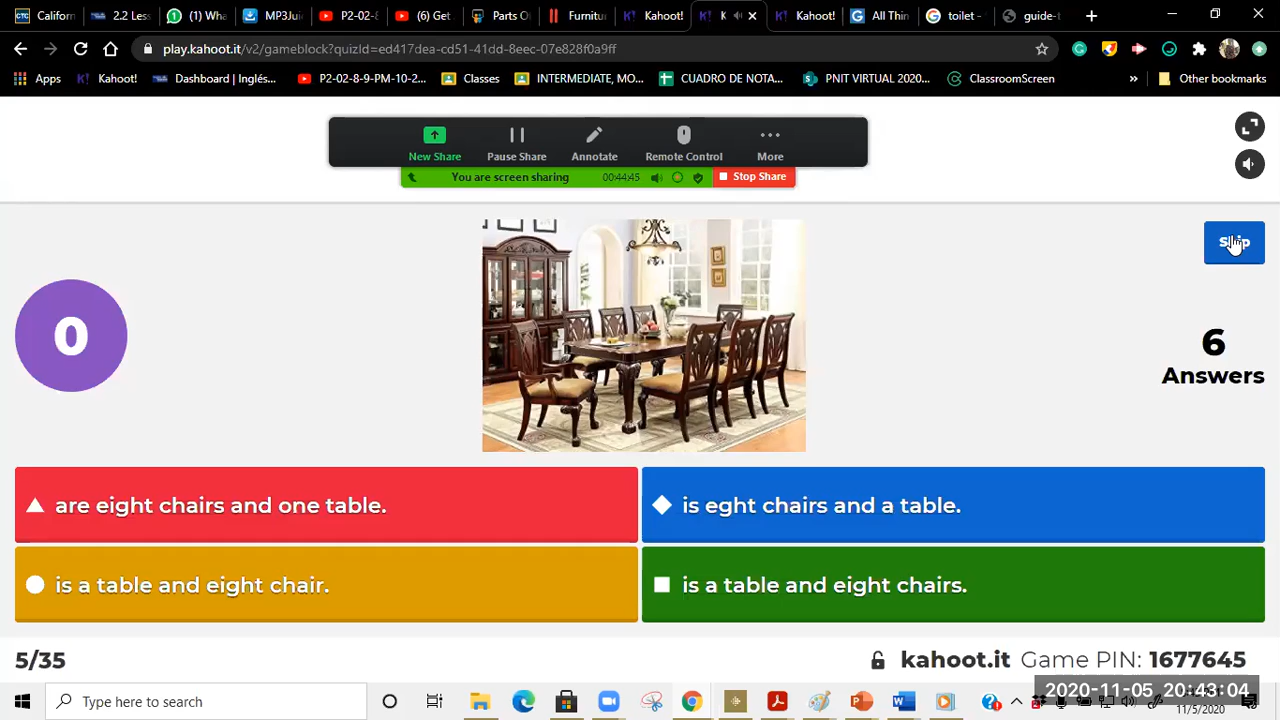 Californ
2.2 Less
(1) Wha
MP3Jui
P2-02-8
(6) Get
Parts O
Furnitu
Kahoot!
K
Kahoot!
All Thin
toilet -
guide-t
play.kahoot.it/v2/gameblock?quizId=ed417dea-cd51-41dd-8eec-07e828f0a9ff
Apps
Kahoot!
Dashboard | Inglés...
P2-02-8-9-PM-10-2...
Classes
INTERMEDIATE, MO...
CUADRO DE NOTA...
PNIT VIRTUAL 2020...
ClassroomScreen
»
Other bookmarks
New Share
Pause Share
Annotate
Remote Control
More
You are screen sharing
00:44:45
Stop Share
Skip
0
6
Answers
are eight chairs and one table.
is eght chairs and a table.
is a table and eight chair.
is a table and eight chairs.
5/35
kahoot.it Game PIN: 1677645
Type here to search
2020-11-05 20:43:04
11/5/2020